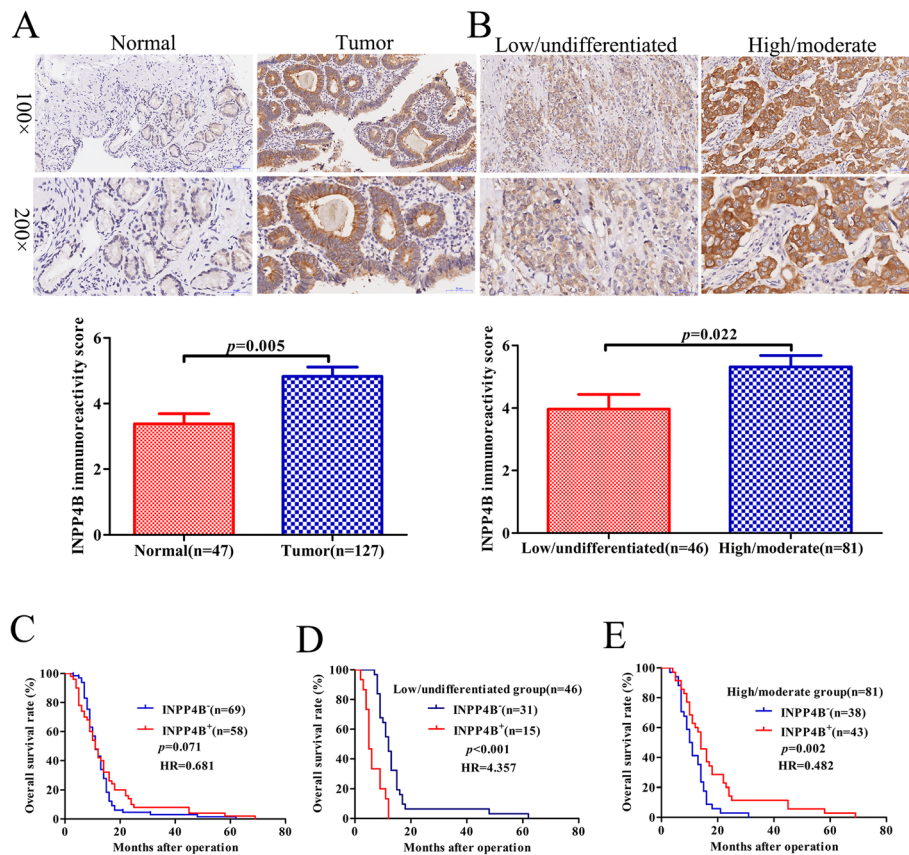 A
Normal
Tumor
100×
200×
B
Low/undifferentiated
High/moderate
INPP4B immunoreactivity score
6
4
2
0
p=0.005
Normal(n=47)
Tumor(n=127)
INPP4B immunoreactivity score
6
4
2
0
p=0.022
Low/undifferentiated(n=46)
High/moderate(n=81)
C
Overall survival rate (%)
100
80
60
40
20
0
INPP4B⁻(n=69)
INPP4B⁺(n=58)
p=0.071
HR=0.681
0 20 40 60 80
Months after operation
D
Overall survival rate (%)
100
80
60
40
20
0
Low/undifferentiated group(n=46)
INPP4B⁻(n=31)
INPP4B⁺(n=15)
p<0.001
HR=4.357
0 20 40 60 80
Months after operation
E
Overall survival rate (%)
100
80
60
40
20
0
High/moderate group(n=81)
INPP4B⁻(n=38)
INPP4B⁺(n=43)
p=0.002
HR=0.482
0 20 40 60 80
Months after operation